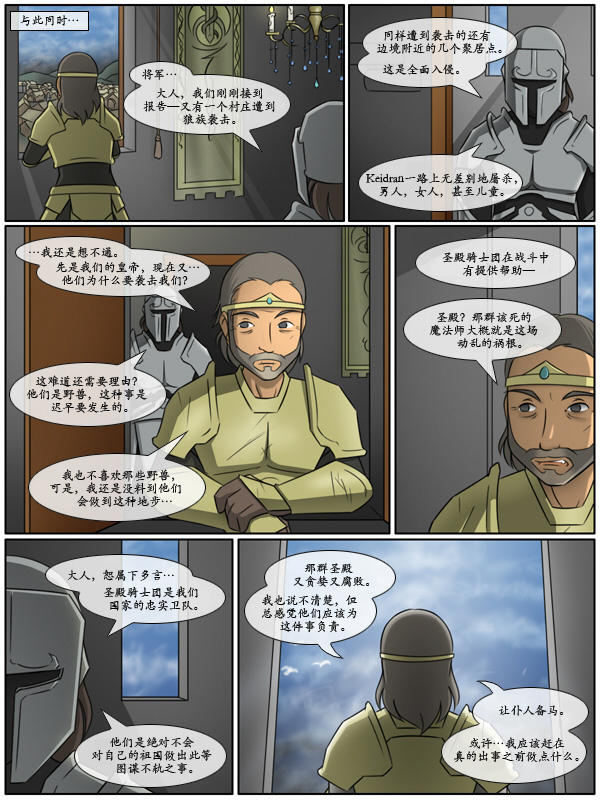 与此同时…
将军…
大人，我们刚刚接到
报告—又有一个村庄遭到
狼族袭击。
同样遭到袭击的还有
边境附近的几个聚居点。
这是全面入侵。
Keidran一路上无差别地屠杀，
男人，女人，甚至儿童。
…我还是想不通。
先是我们的皇帝，现在又…
他们为什么要袭击我们？
这难道还需要理由？
他们是野兽，这种事是
迟早要发生的。
我也不喜欢那些野兽，
可是，我还是没料到他们
会做到这种地步…
圣殿骑士团在战斗中
有提供帮助—
圣殿？那群该死的
魔法师大概就是这场
动乱的祸根。
大人，恕属下多言…
圣殿骑士团是我们
国家的忠实卫队。
他们是绝对不会
对自己的祖国做出此等
图谋不轨之事。
那群圣殿
又贪婪又腐败。
我也说不清楚，但
总感觉他们应该为
这件事负责。
让仆人备马。
或许…我应该赶在
真的出事之前做点什么。